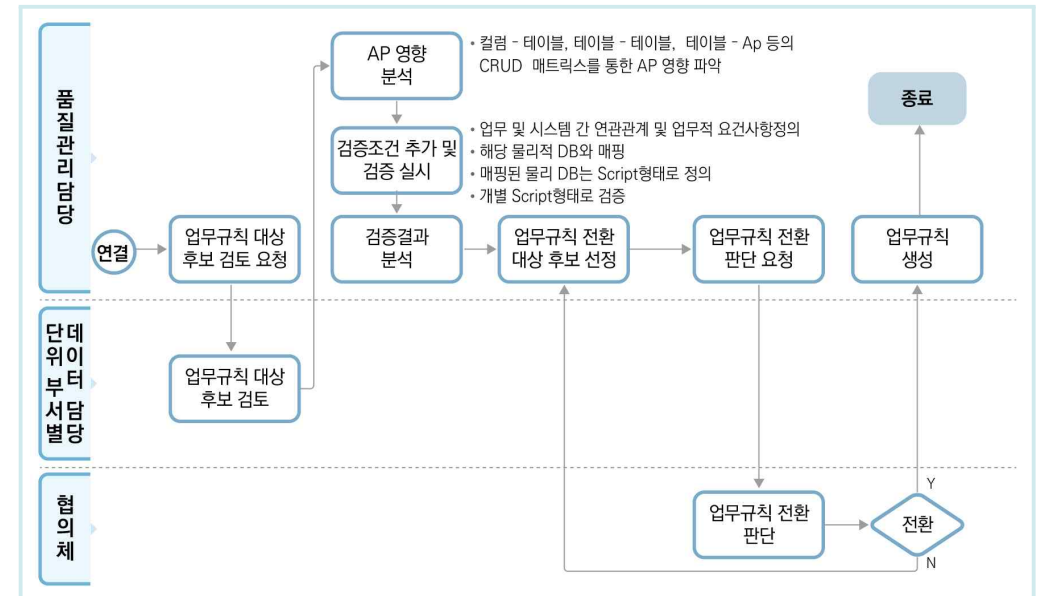 품질관리담당
연결
업무규칙 대상
후보 검토 요청
AP 영향
분석
• 컬럼 - 테이블, 테이블 - 테이블, 테이블 - Ap 등의
CRUD 매트릭스를 통한 AP 영향 파악
검증조건 추가 및
검증 실시
• 업무 및 시스템 간 연관관계 및 업무적 요건사항정의
• 해당 물리적 DB와 매핑
• 매핑된 물리 DB는 Script형태로 정의
• 개별 Script형태로 검증
검증결과
분석
업무규칙 전환
대상 후보 선정
업무규칙 전환
판단 요청
업무규칙
생성
종료
단위 부서별
데이터 담당
업무규칙 대상
후보 검토
협의체
업무규칙 전환
판단
전환
Y
N